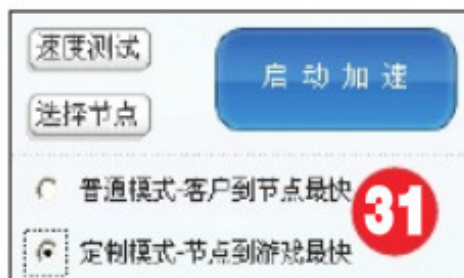 速度测试
启动加速
选择节点
普通模式-客户到节点最快
31
定制模式-节点到游戏最快